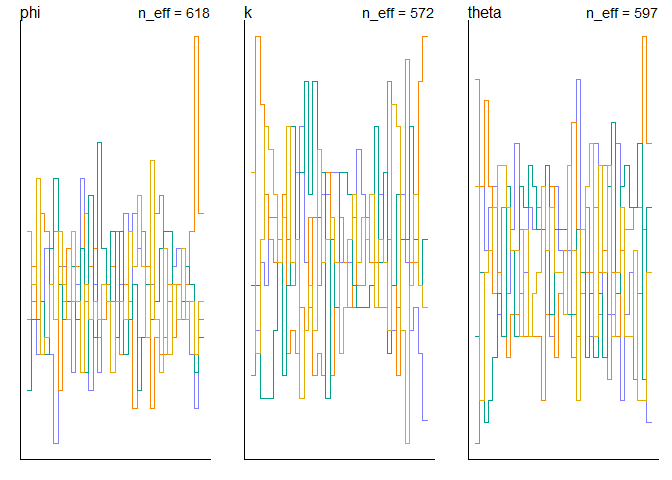 phi n_eff = 618
k n_eff = 572
theta n_eff = 597